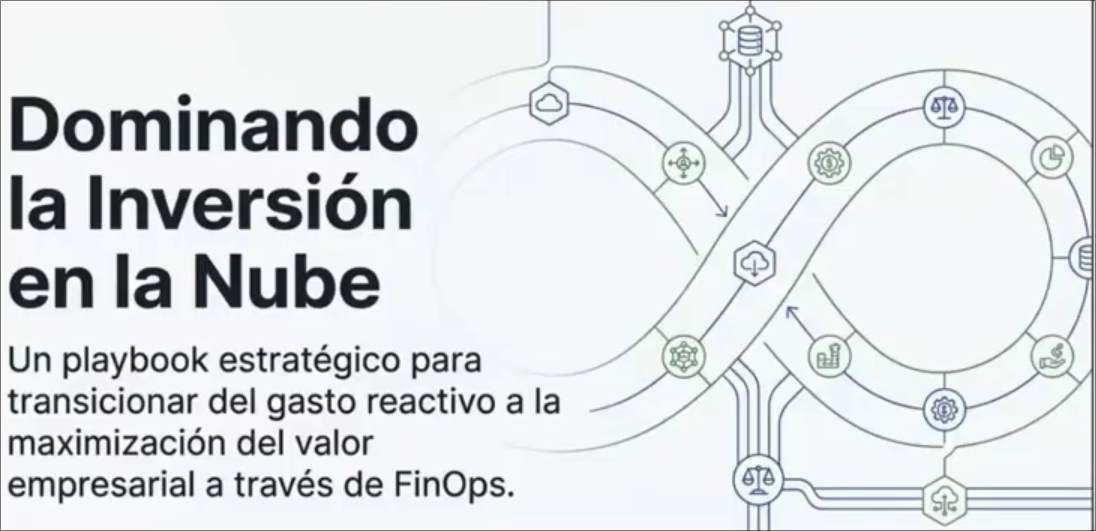 Dominando
la Inversión
en la Nube
Un playbook estratégico para
transicionar del gasto reactivo a la
maximización del valor
empresarial a través de FinOps.